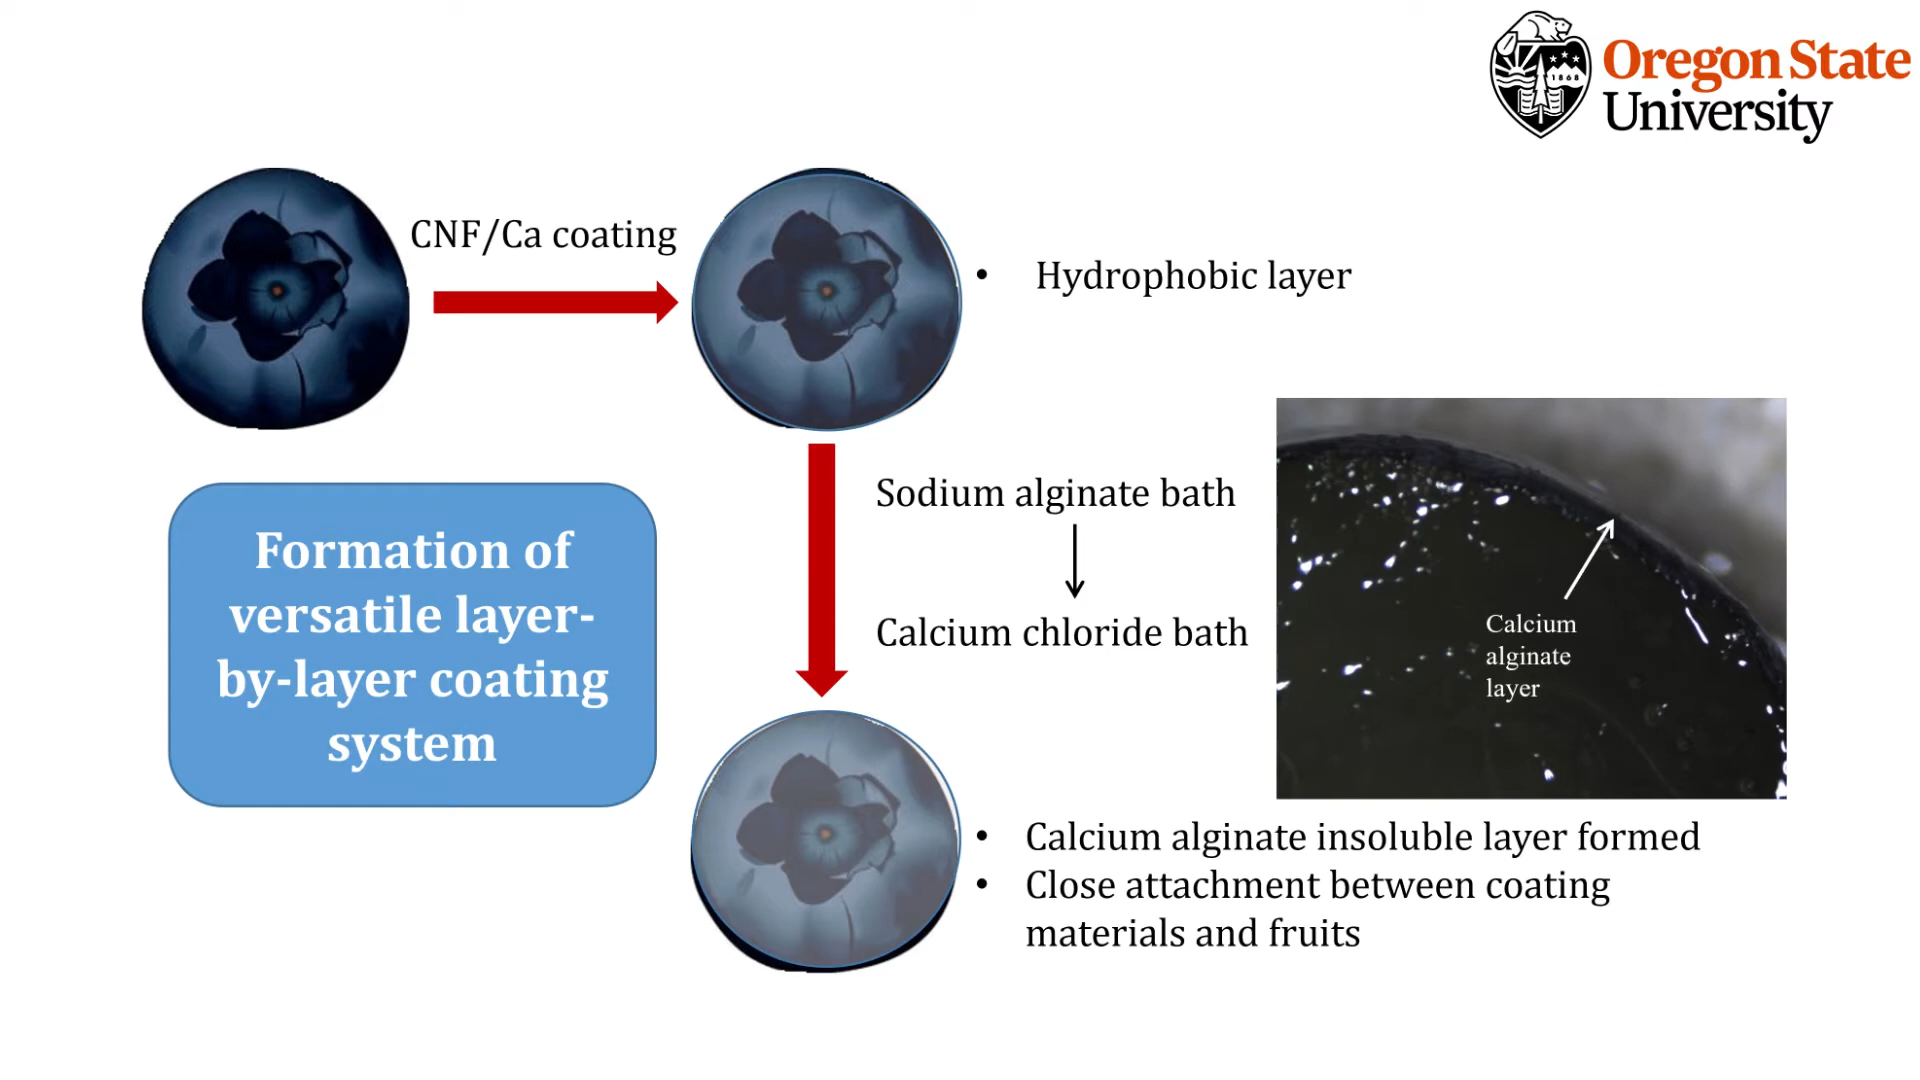 Oregon State
University
1868
CNF/Ca coating
• Hydrophobic layer
Formation of
versatile layer-
by-layer coating
system
Sodium alginate bath
Calcium chloride bath
Calcium
alginate
layer
• Calcium alginate insoluble layer formed
• Close attachment between coating
materials and fruits